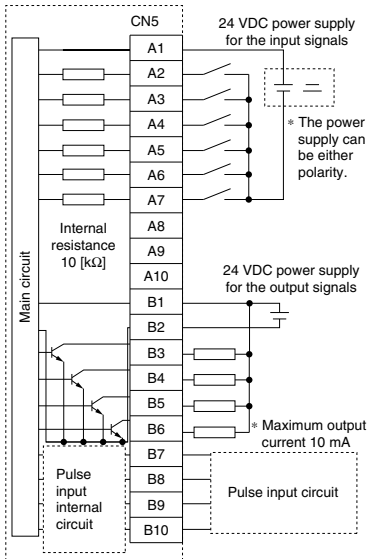 CN5
24 VDC power supply
for the input signals
A1
A2
A3
A4
A5
A6
A7
A8
A9
A10
B1
B2
B3
B4
B5
B6
B7
B8
B9
B10
* The power
supply can
be either
polarity.
Internal
resistance
10 [kΩ]
Main circuit
24 VDC power supply
for the output signals
* Maximum output
current 10 mA
Pulse
input
internal
circuit
Pulse input circuit